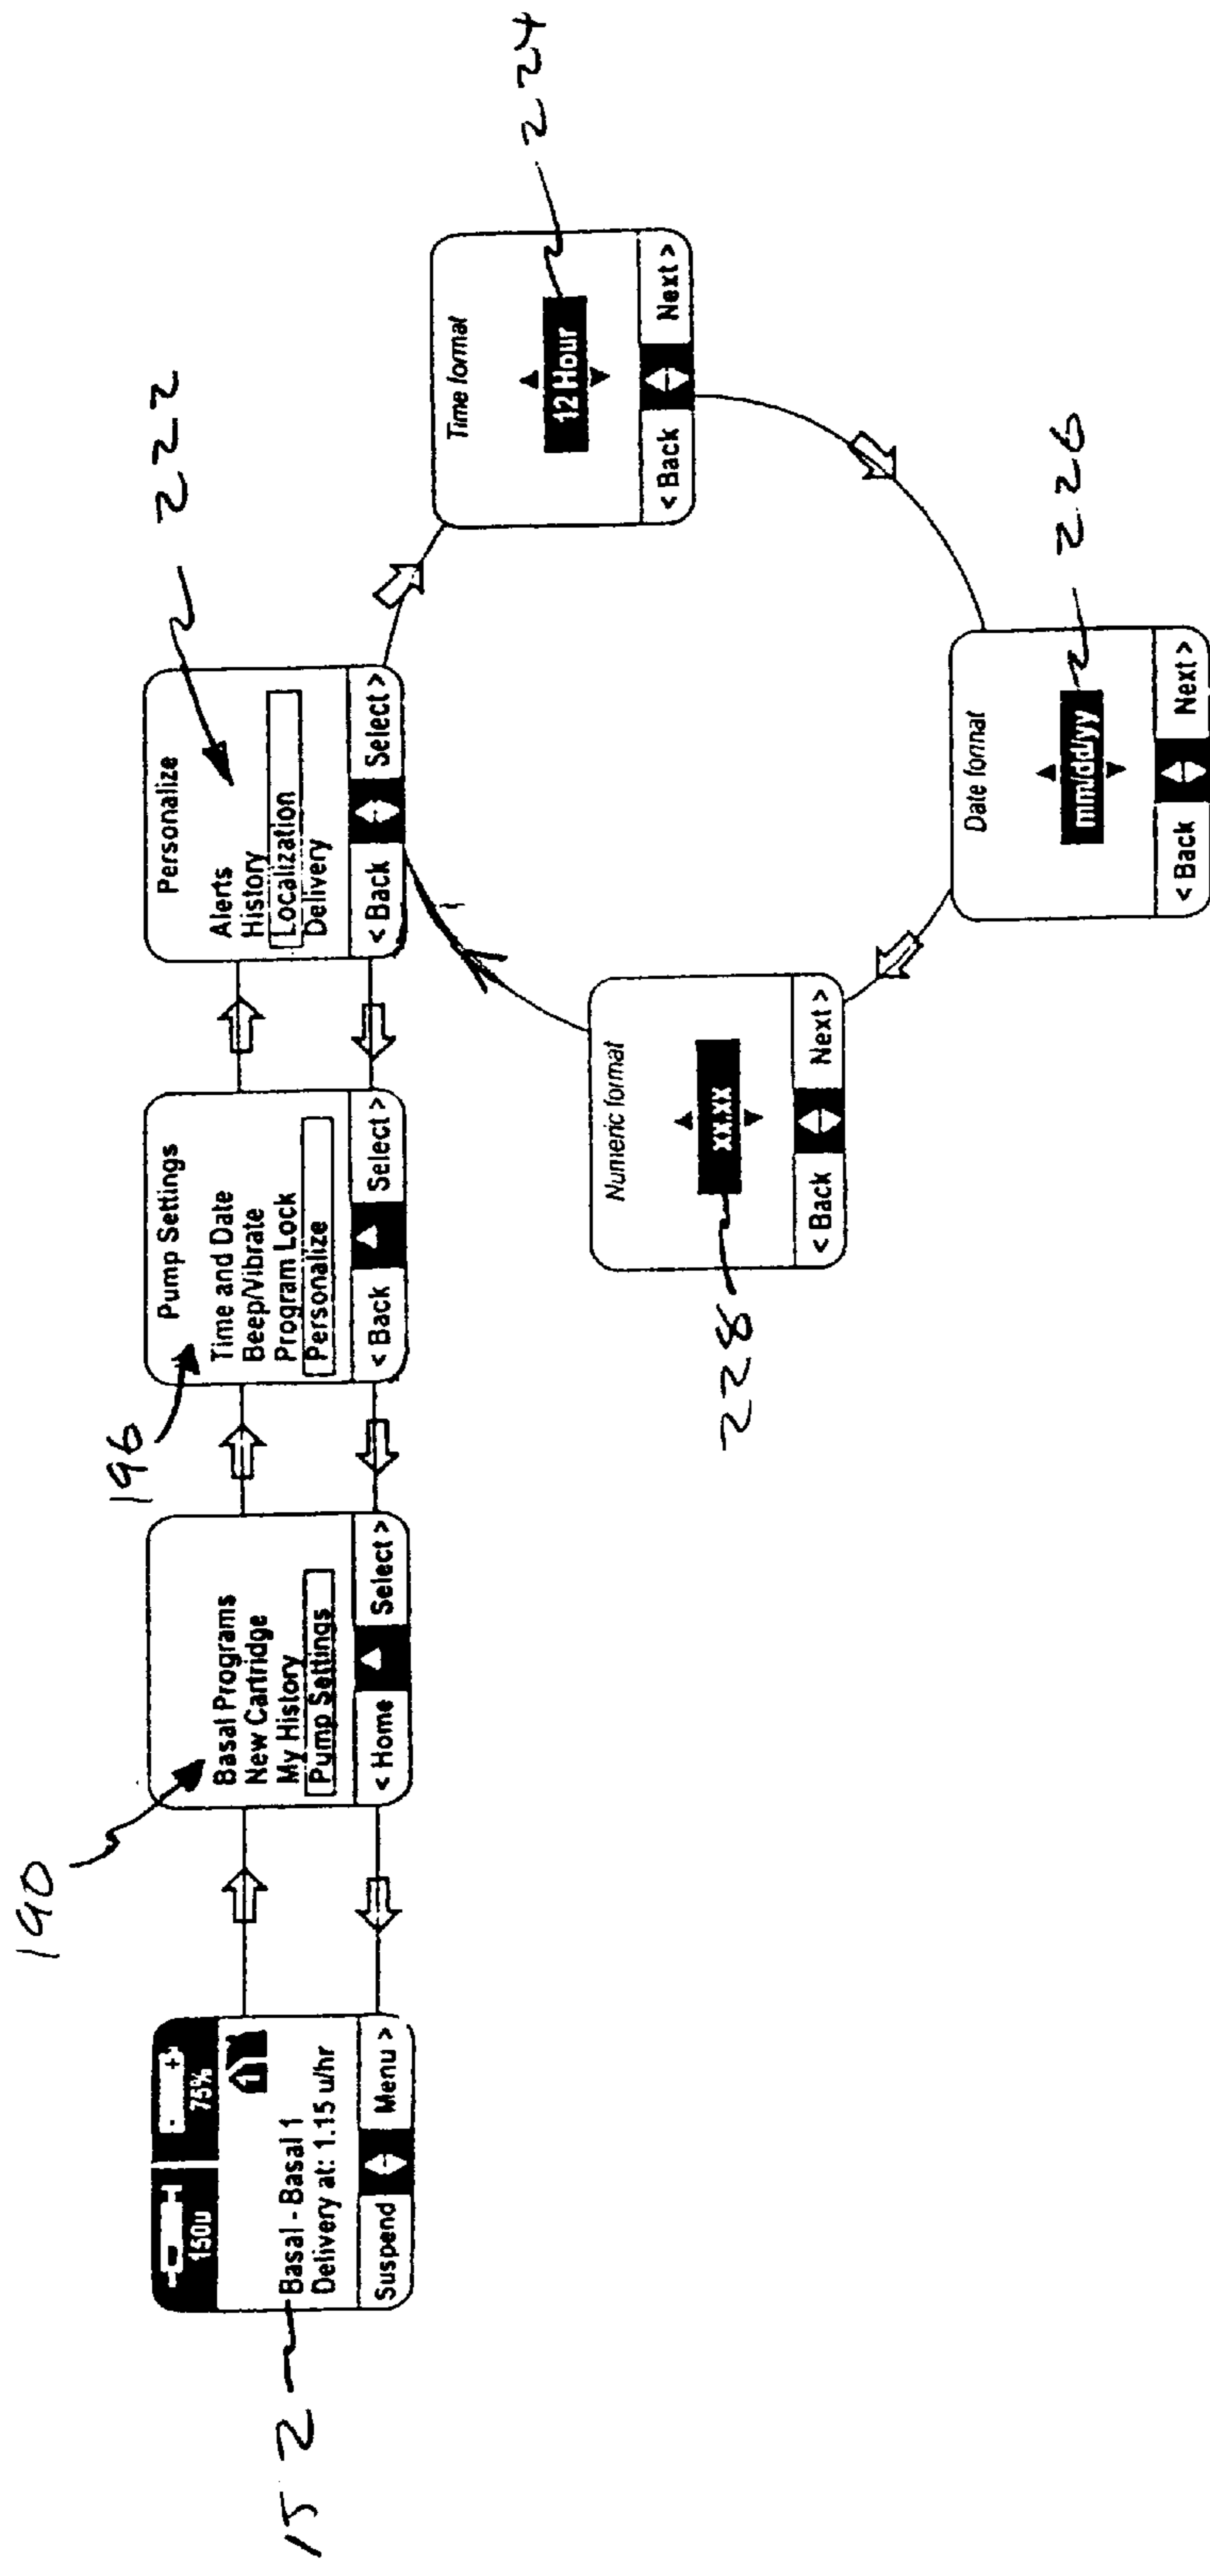 152
150u
75%
1
Basal - Basal 1
Delivery at: 1.15 u/hr
Suspend
Menu >
190
Basal Programs
New Cartridge
My History
Pump Settings
< Home
Select >
196
Pump Settings
Time and Date
Beep/Vibrate
Program Lock
Personalize
< Back
Select >
222
Personalize
Alerts
History
Localization
Delivery
< Back
Select >
224
Time format
12 Hour
< Back
Next >
226
Date format
mm/dd/yy
< Back
Next >
228
Numeric format
xx.xx
< Back
Next >